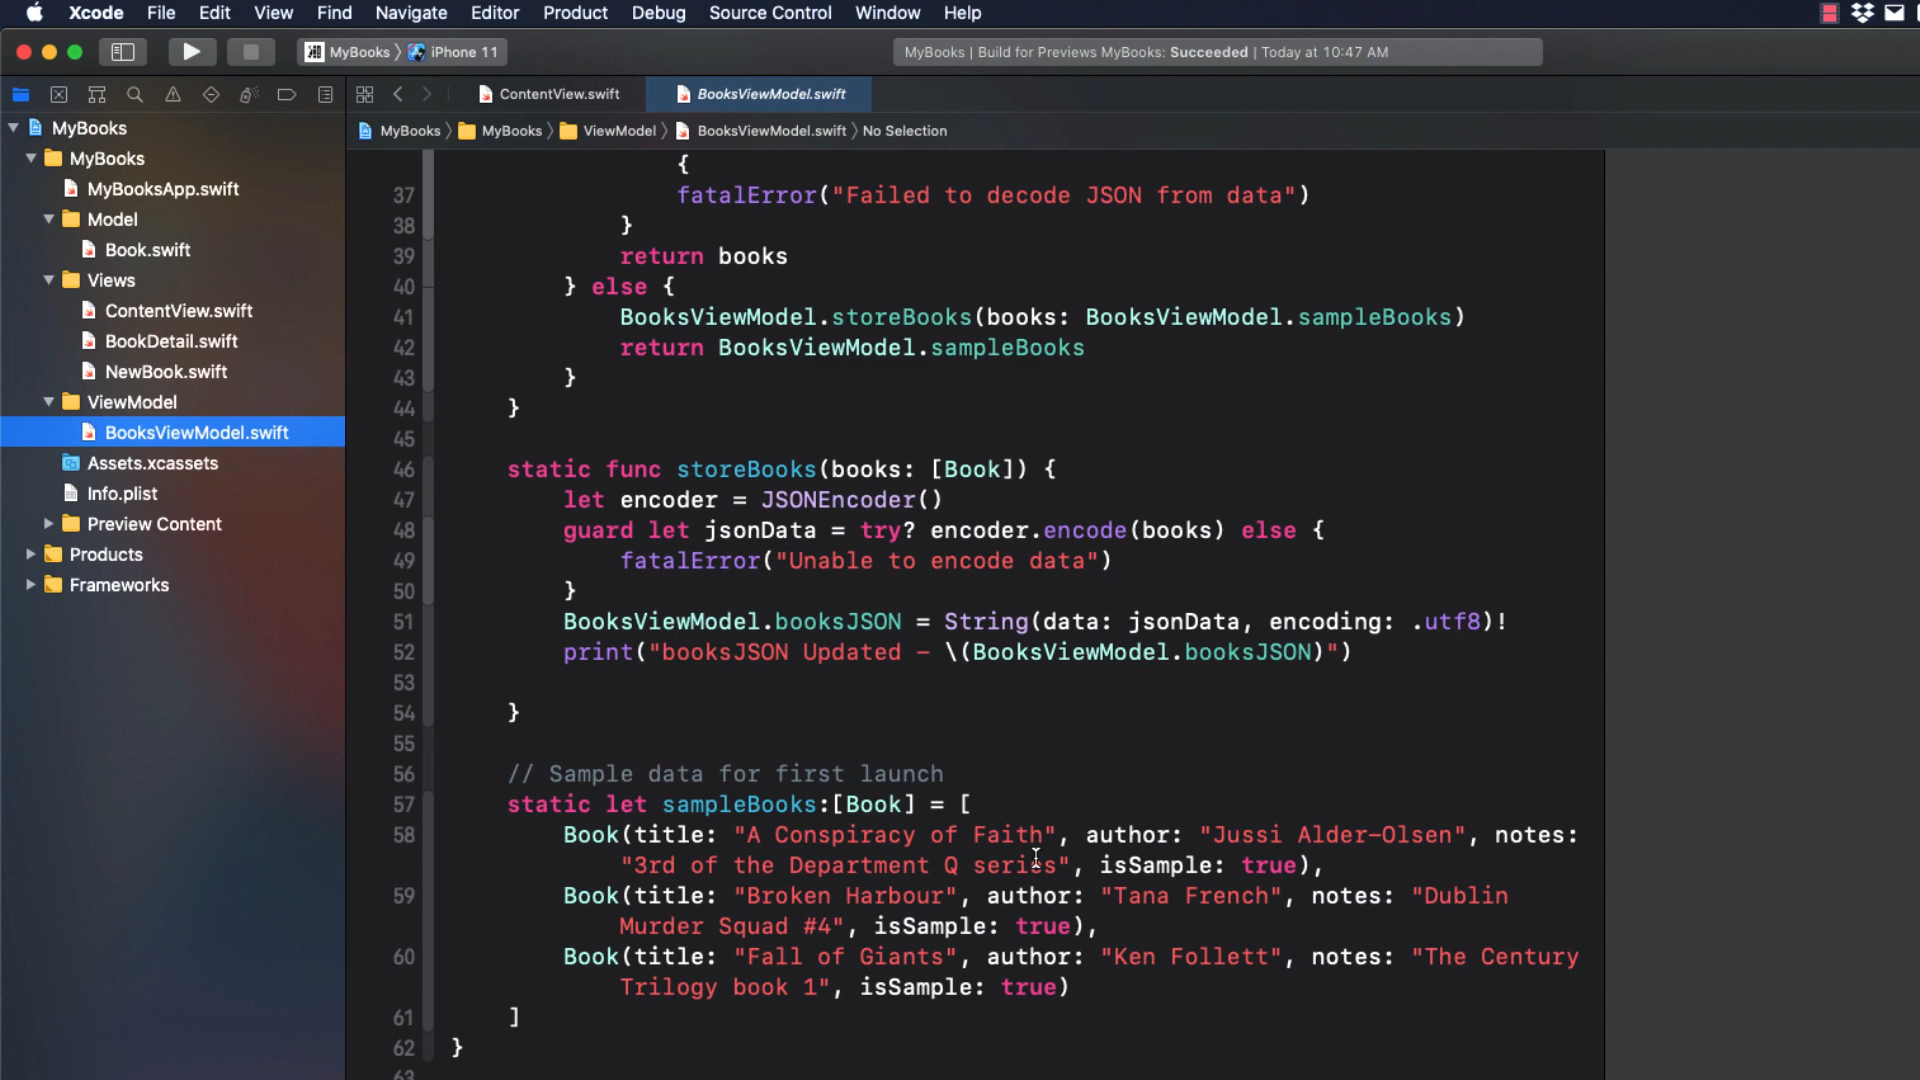 Xcode File Edit View Find Navigate Editor Product Debug Source Control Window Help
MyBooks 〉 iPhone 11
MyBooks | Build for Previews MyBooks: Succeeded | Today at 10:47 AM
ContentView.swift
BooksViewModel.swift
MyBooks 〉 MyBooks 〉 ViewModel 〉 BooksViewModel.swift 〉 No Selection
MyBooks
MyBooks
MyBooksApp.swift
Model
Book.swift
Views
ContentView.swift
BookDetail.swift
NewBook.swift
ViewModel
BooksViewModel.swift
Assets.xcassets
Info.plist
Preview Content
Products
Frameworks
{
37 fatalError("Failed to decode JSON from data")
38 }
39 return books
40 } else {
41 BooksViewModel.storeBooks(books: BooksViewModel.sampleBooks)
42 return BooksViewModel.sampleBooks
43 }
44 }
45
46 static func storeBooks(books: [Book]) {
47 let encoder = JSONEncoder()
48 guard let jsonData = try? encoder.encode(books) else {
49 fatalError("Unable to encode data")
50 }
51 BooksViewModel.booksJSON = String(data: jsonData, encoding: .utf8)!
52 print("booksJSON Updated – \(BooksViewModel.booksJSON)")
53
54 }
55
56 // Sample data for first launch
57 static let sampleBooks:[Book] = [
58 Book(title: "A Conspiracy of Faith", author: "Jussi Alder-Olsen", notes:
"3rd of the Department Q series", isSample: true),
59 Book(title: "Broken Harbour", author: "Tana French", notes: "Dublin
Murder Squad #4", isSample: true),
60 Book(title: "Fall of Giants", author: "Ken Follett", notes: "The Century
Trilogy book 1", isSample: true)
61 ]
62 }
63